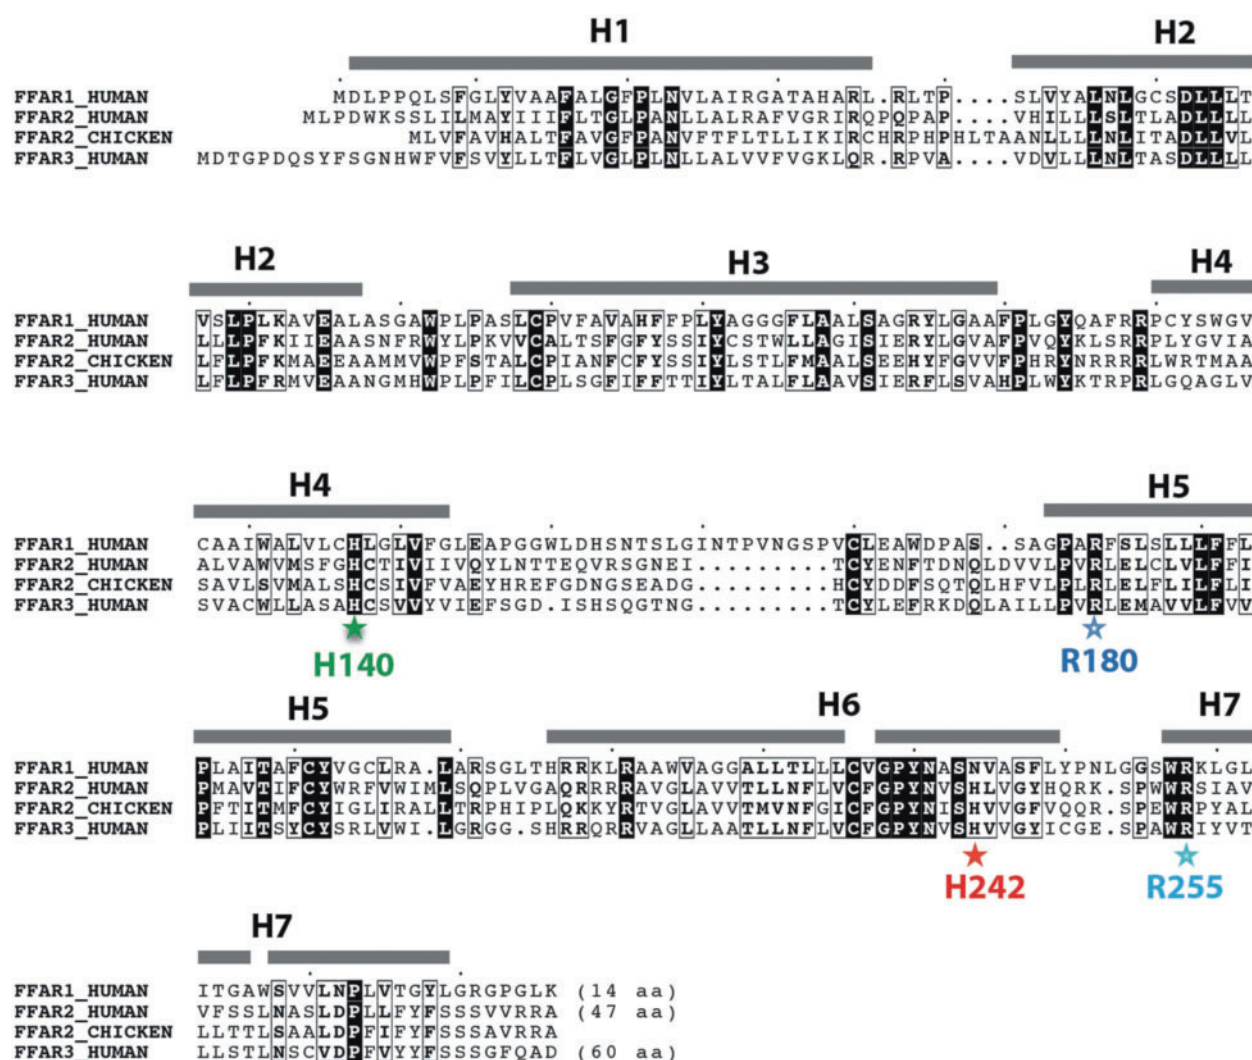 H1 H2
FFAR1_HUMAN MDLPPQLSFGLYVAAFALGFPLNVLAIRGATAHARL.RLTP....SLVYALNLGCSDLLLT
FFAR2_HUMAN MLPDWKSSLILMAYIIIFLTGLPANLLALRAFVGRIRQPQPAP....VHILLLSLTLADLLLL
FFAR2_CHICKEN MLVFAVHALTFAVGFPANVFTFLTLLIKIRCHRPHPHLTAANLLLLNLITADLLLT
FFAR3_HUMAN MDTGPDQSYFSGNHWFVFSVYLLTFLVGLPLNLLALVVFVGKLQR.RPVA....VDVLLLNLTASDLLLL
H2 H3 H4
FFAR1_HUMAN VSLPLKAVEALASGAWPLPASLCPVFAVAHFFPLYAGGGFLAALSAGRYLGAAFPLGYQAFRRPCYSWGV
FFAR2_HUMAN LLLPFKIIEAASNFRWYLPKVVCALTSFGFYSSIYCSTWLLAGISIERYLGVAFPVQYKLSRRPLYGVIA
FFAR2_CHICKEN LFLPFKMAEEAAMMVWPFSTALCPIANFCFYSSIYLSTLFMAALSEEHYFGVVFPHRYNRRRRLWRTMAA
FFAR3_HUMAN LFLPFRMVEAANGMHWPLPFILCPLSGFIFFTTIYLTALFLAAVSIERFLSVAHPLWYKTRPRLGQAGLV
H4 H5
FFAR1_HUMAN CAAIWALVLCHLGLVFGLEAPGGWLDHSNTSLGINTPVNGSPVCLEAWDPAS..SAGPARFSLSLLLFFL
FFAR2_HUMAN ALVAWVMSFGHCTIVIIVQYLNTTEQVRSGNEI.........TCYENFTDNQLDVVLPVRLELCLVLFFI
FFAR2_CHICKEN SAVLSVMALSHCSIVFVAEYHREFGDNGSEADG.........HCYDDFSQTQLHFVLPLRLELFLILFLI
FFAR3_HUMAN SVACWLLASAHCSVVYVIEFSGD.ISHSQGTNG.........TCYLEFRKDQLAILLPVRLEMAVVLFVV
H140 R180
H5 H6 H7
FFAR1_HUMAN PLAITAFCYVGCLRA.LARSGLTHRRKLRAAWVAGGALLTLLLCVGPYNASNVASFLYPNLGGSWRKLGL
FFAR2_HUMAN PMAVTIFCYWRFVWIMLSQPLVGAQRRRRAVGLAVVTLLNFLVCFGPYNVSHLVGYHQRK.SPWWRSIAV
FFAR2_CHICKEN PFTITMFCYIGLIRALLTRPHIPLQKKYRTVGLAVVTMVNFGICFGPYNISHVVGFVQQR.SPEWRPYAL
FFAR3_HUMAN PLIITSYCYSRLVWI.LGRGG.SHRRQRRVAGLLAATLLNFLVCFGPYNVSHVVGYICGE.SPAWRIYVT
H242 R255
H7
FFAR1_HUMAN ITGAWSVVLNPLVTGYLGRGPGLK (14 aa)
FFAR2_HUMAN VFSSLNASLDPLLFYFSSSVVRRA (47 aa)
FFAR2_CHICKEN LLTTLSAALDPFIFYFSSSAVRRA
FFAR3_HUMAN LLSTLNSCVDPFVYYFSSSGFQAD (60 aa)